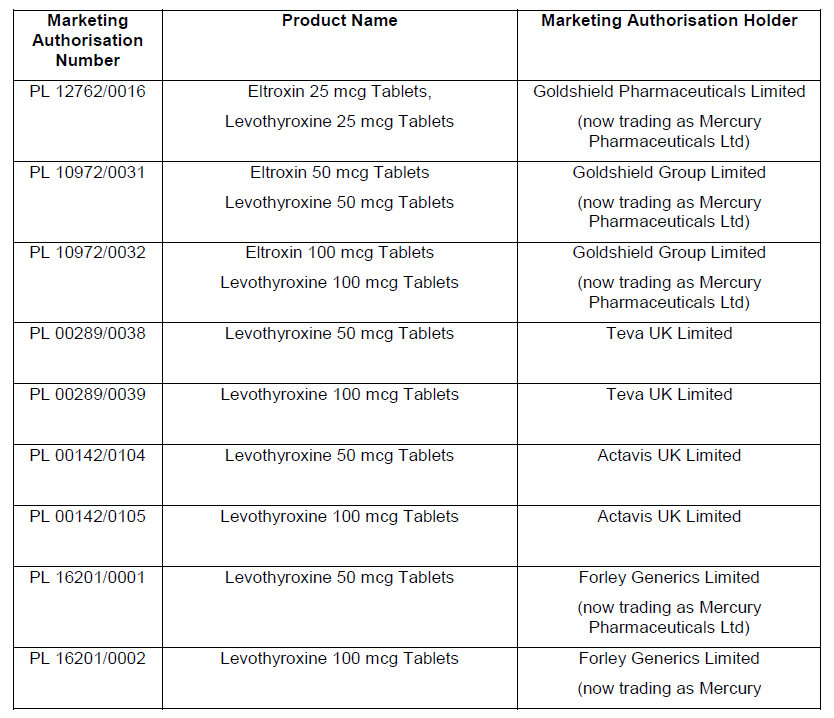 Marketing Authorisation Number
Product Name
Marketing Authorisation Holder
PL 12762/0016
Eltroxin 25 mcg Tablets,
Levothyroxine 25 mcg Tablets
Goldshield Pharmaceuticals Limited
(now trading as Mercury
Pharmaceuticals Ltd)
PL 10972/0031
Eltroxin 50 mcg Tablets
Levothyroxine 50 mcg Tablets
Goldshield Group Limited
(now trading as Mercury
Pharmaceuticals Ltd)
PL 10972/0032
Eltroxin 100 mcg Tablets
Levothyroxine 100 mcg Tablets
Goldshield Group Limited
(now trading as Mercury
Pharmaceuticals Ltd)
PL 00289/0038
Levothyroxine 50 mcg Tablets
Teva UK Limited
PL 00289/0039
Levothyroxine 100 mcg Tablets
Teva UK Limited
PL 00142/0104
Levothyroxine 50 mcg Tablets
Actavis UK Limited
PL 00142/0105
Levothyroxine 100 mcg Tablets
Actavis UK Limited
PL 16201/0001
Levothyroxine 50 mcg Tablets
Forley Generics Limited
(now trading as Mercury
Pharmaceuticals Ltd)
PL 16201/0002
Levothyroxine 100 mcg Tablets
Forley Generics Limited
(now trading as Mercury